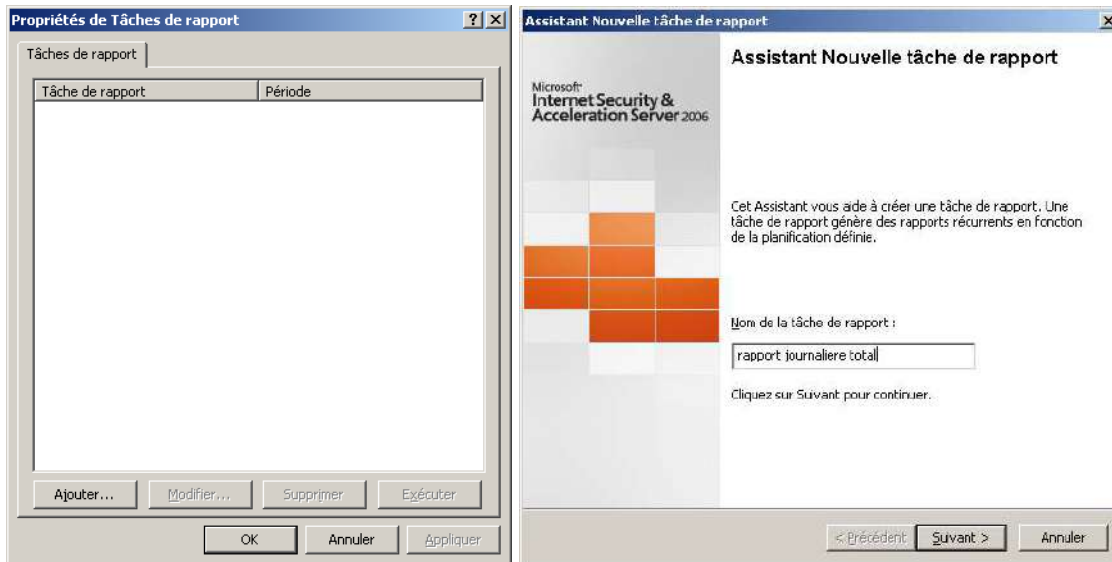 Propriétés de Tâches de rapport
Tâches de rapport
Tâche de rapport Période
Ajouter... Modifier... Supprimer Exécuter
OK Annuler Appliquer
Assistant Nouvelle tâche de rapport
Microsoft
Internet Security &
Acceleration Server 2006
Assistant Nouvelle tâche de rapport
Cet Assistant vous aide à créer une tâche de rapport. Une
tâche de rapport génère des rapports récurrents en fonction
de la planification définie.
Nom de la tâche de rapport :
rapport journaliere total
Cliquez sur Suivant pour continuer.
< Précédent Suivant > Annuler